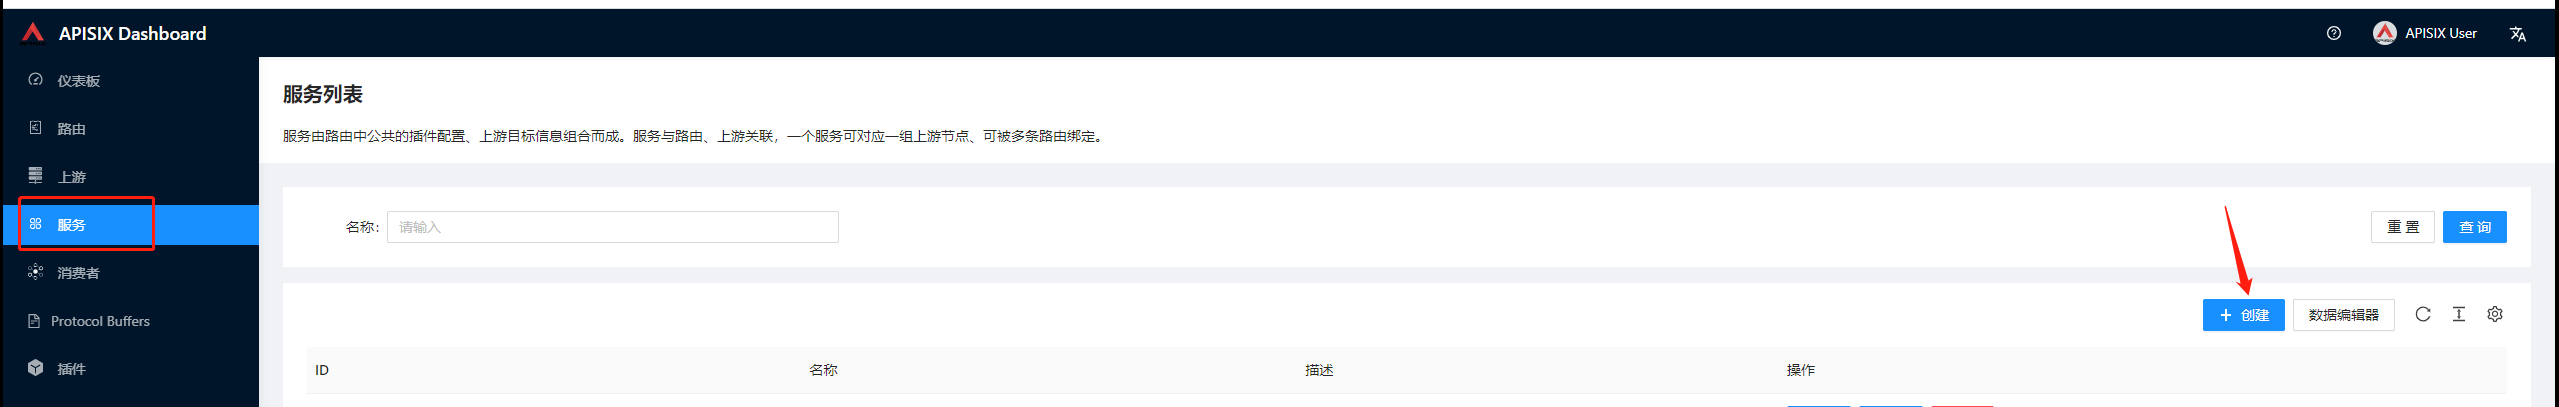 APISIX Dashboard
APISIX User
仪表板
路由
上游
服务
消费者
Protocol Buffers
插件
服务列表
服务由路由中公共的插件配置、上游目标信息组合而成。服务与路由、上游关联，一个服务可对应一组上游节点、可被多条路由绑定。
名称: 请输入
重 置 查 询
+ 创建 数据编辑器
ID 名称 描述 操作